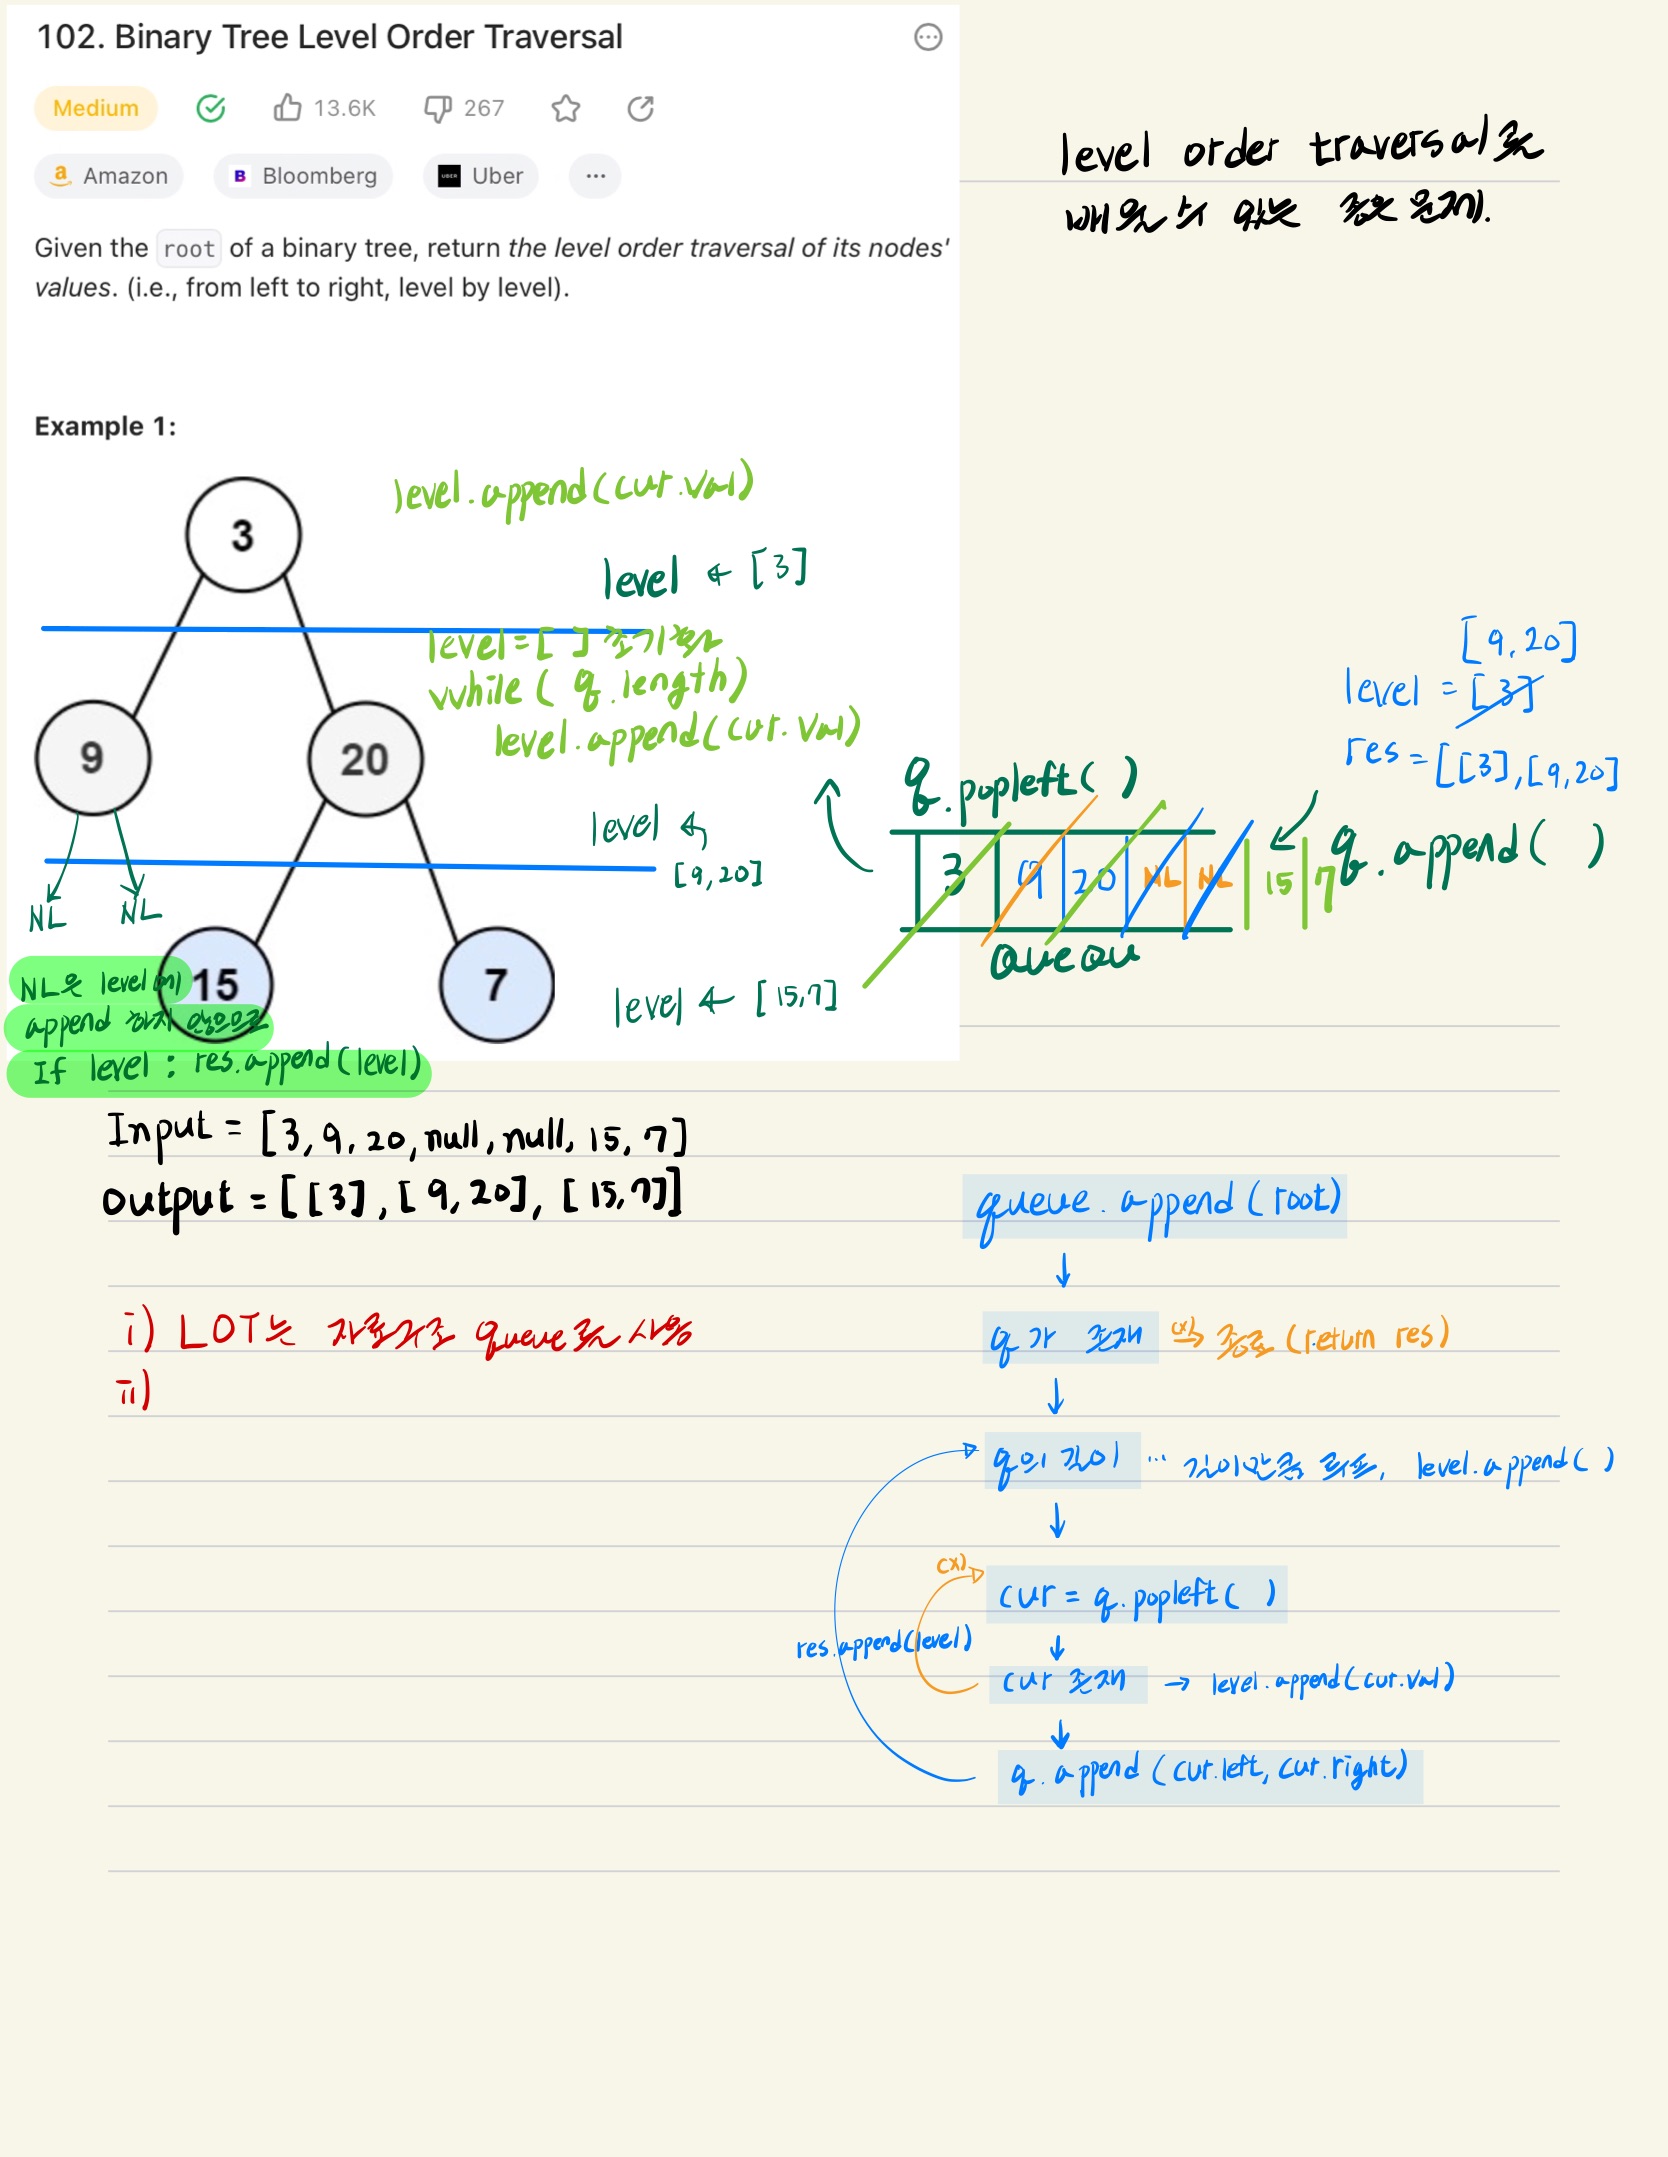 102. Binary Tree Level Order Traversal
Medium 13.6K 267
Amazon Bloomberg Uber
level order traversal를
배울 수 있는 좋은 문제.
Given the root of a binary tree, return the level order traversal of its nodes'
values. (i.e., from left to right, level by level).
Example 1:
level.append(cur.val)
3
level ← [3]
level=[ ] 초기화
while( q.length)
level.append(cur.val)
9
20
[9,20]
level = [3]
res = [[3],[9,20]
q.popleft( )
level ←
[9,20]
3 9 20 NL NL 15 7
q.append( )
Queau
NL NL
15
7
level ← [15,7]
NL은 level에
append 하지 않으므로
If level : res.append(level)
Input = [3, 9, 20, null, null, 15, 7]
output = [[3], [9,20], [15,7]]
i) LOT는 자료구조 queue를 사용
ii)
queue.append(root)
↓
q가 존재 (x) → 종료 (return res)
↓
q의 길이 … 길이만큼 루프, level.append( )
↓
(x)
cur = q.popleft( )
res.append(level)
↓
cur 존재 → level.append(cur.val)
↓
q.append(cur.left, cur.right)